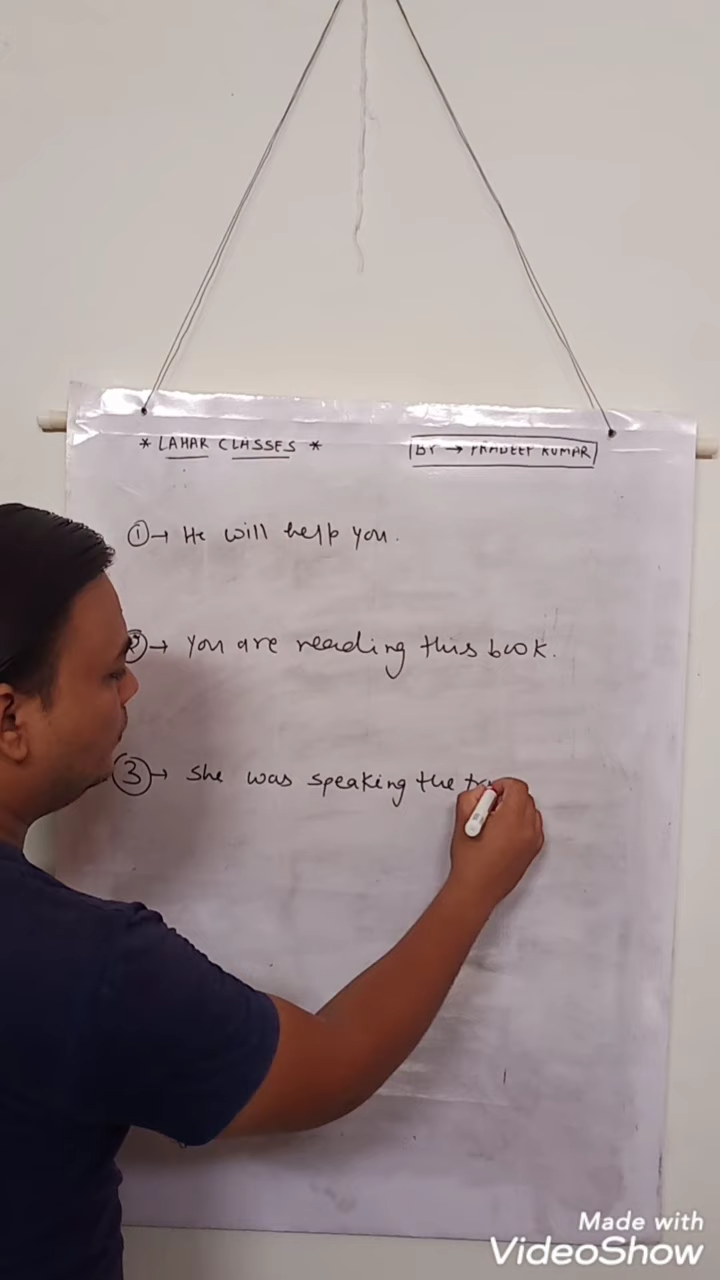 * LAHAR CLASSES *
BY → PRADEEP KUMAR
①→ He will help you.
②→ You are reading this book.
③→ She was speaking the
Made with
VideoShow